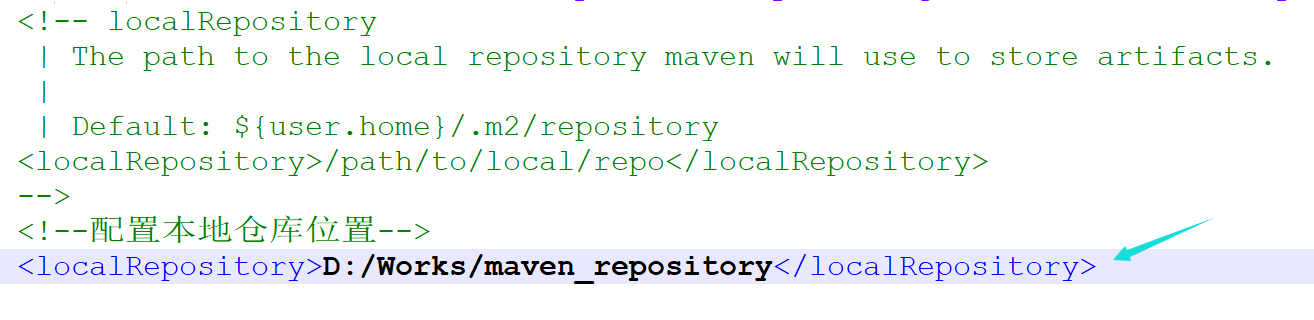 <!-- localRepository
| The path to the local repository maven will use to store artifacts.
|
| Default: ${user.home}/.m2/repository
<localRepository>/path/to/local/repo</localRepository>
-->
<!--配置本地仓库位置-->
<localRepository>D:/Works/maven_repository</localRepository>